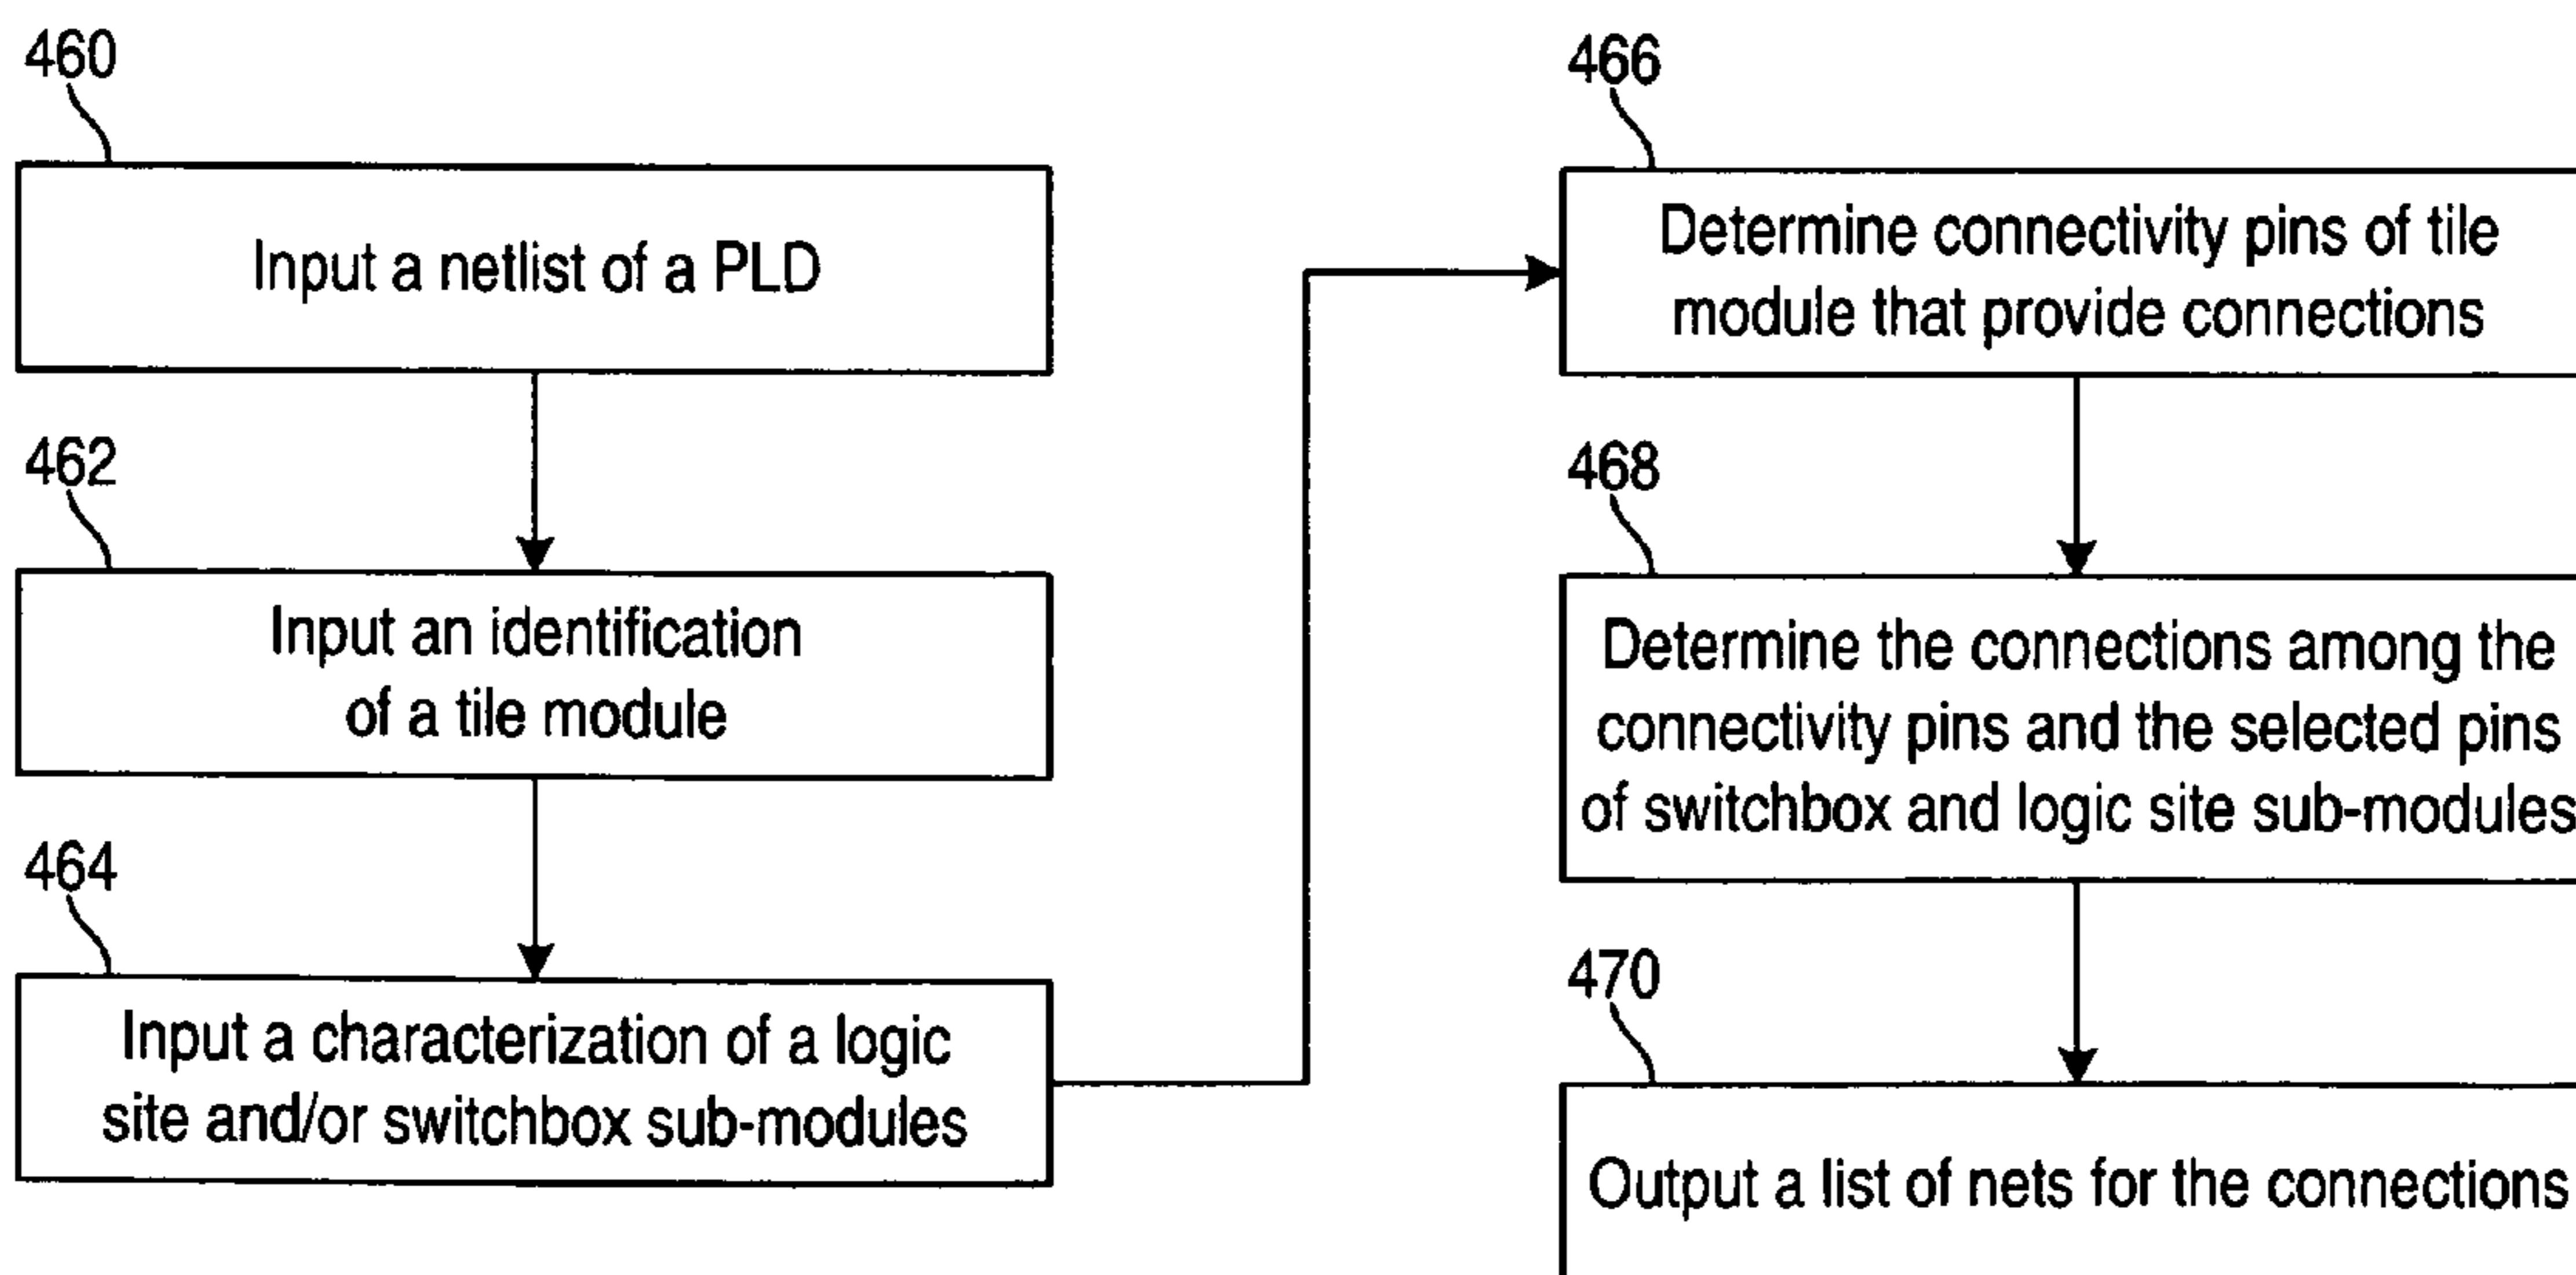 460
Input a netlist of a PLD
462
Input an identification
of a tile module
464
Input a characterization of a logic
site and/or switchbox sub-modules
466
Determine connectivity pins of tile
module that provide connections
468
Determine the connections among the
connectivity pins and the selected pins
of switchbox and logic site sub-modules
470
Output a list of nets for the connections